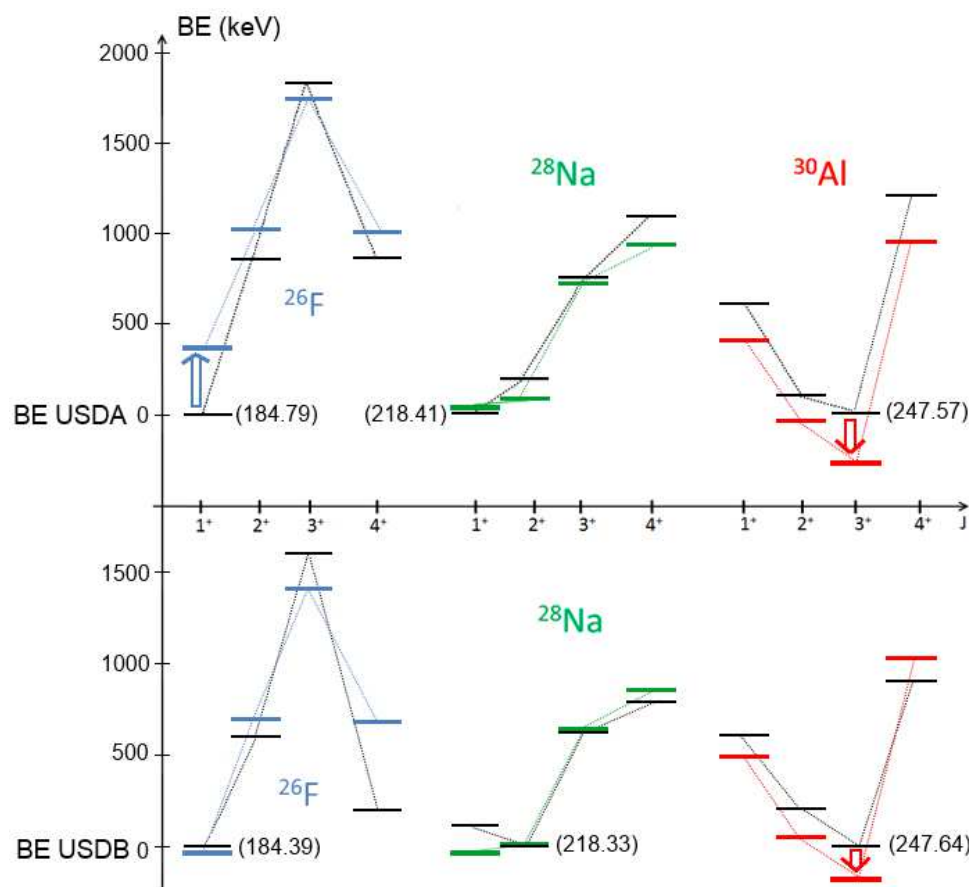 BE (keV)
2000
1500
²⁸Na
³⁰Al
1000
²⁶F
500
BE USDA 0
(184.79)
(218.41)
(247.57)
1⁺ 2⁺ 3⁺ 4⁺ 1⁺ 2⁺ 3⁺ 4⁺ 1⁺ 2⁺ 3⁺ 4⁺ J
1500
²⁸Na
1000
500
²⁶F
BE USDB 0
(184.39)
(218.33)
(247.64)